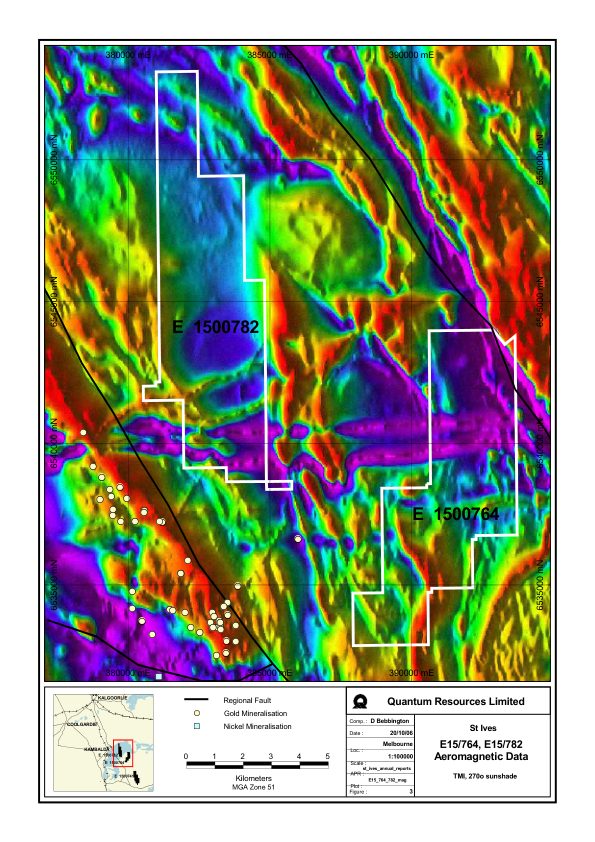 380000 mE
385000 mE
390000 mE
6550000 mN
6550000 mN
6545000 mN
6545000 mN
E 1500782
6540000 mN
6540000 mN
E 1500764
6535000 mN
6535000 mN
380000 mE
385000 mE
390000 mE
KALGOORLIE
COOLGARDIE
KAMBALDA
Regional Fault
Gold Mineralisation
Nickel Mineralisation
0 1 2 3 4 5
Kilometers
MGA Zone 51
Quantum Resources Limited
Comp.: D Bebbington
Date : 20/10/06
Melbourne
Loc. :
1:100000
Scale :
st_ives_annual_reports
APR :
E15_764_782_mag
Plot :
Figure : 3
St Ives
E15/764, E15/782
Aeromagnetic Data
TMI, 270o sunshade